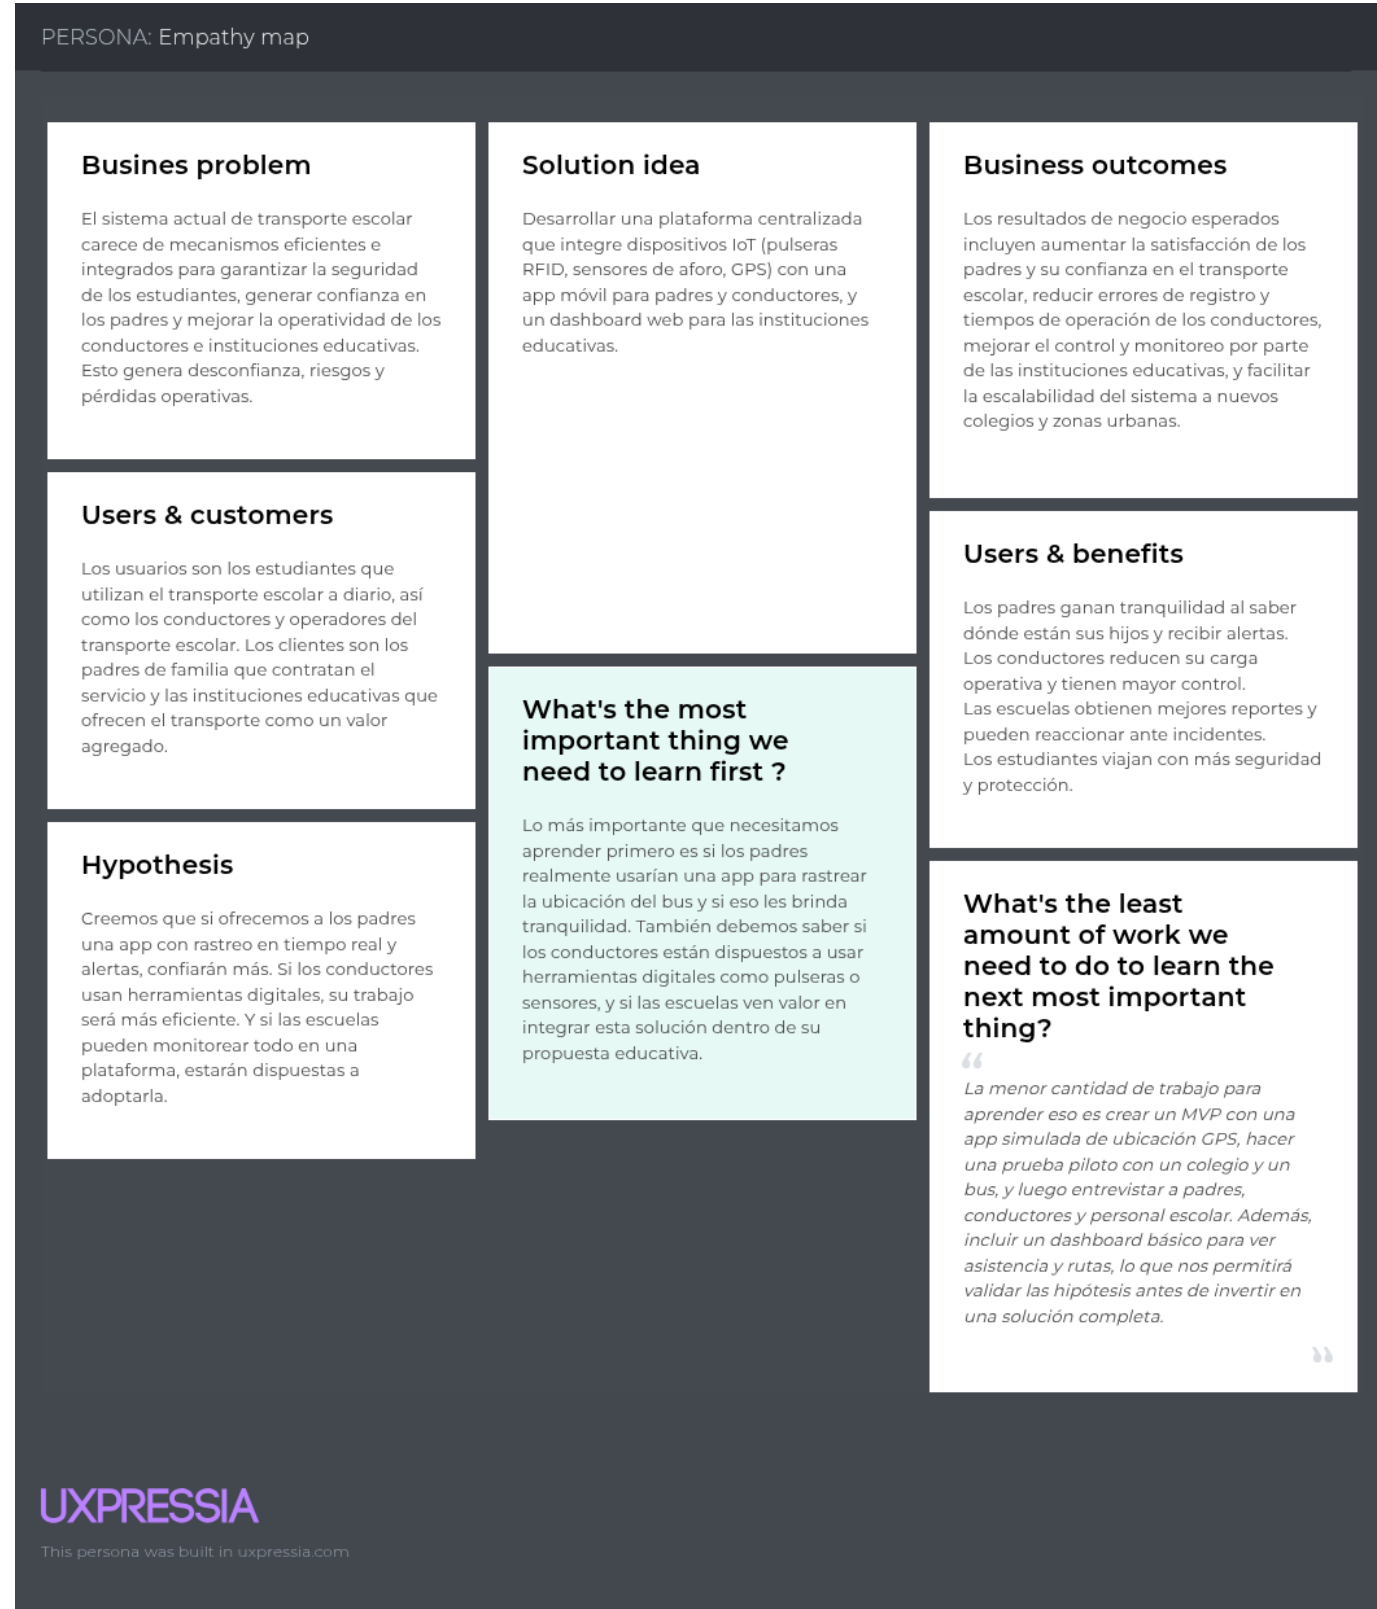 PERSONA: Empathy map
Busines problem
El sistema actual de transporte escolar
carece de mecanismos eficientes e
integrados para garantizar la seguridad
de los estudiantes, generar confianza en
los padres y mejorar la operatividad de los
conductores e instituciones educativas.
Esto genera desconfianza, riesgos y
pérdidas operativas.
Users & customers
Los usuarios son los estudiantes que
utilizan el transporte escolar a diario, así
como los conductores y operadores del
transporte escolar. Los clientes son los
padres de familia que contratan el
servicio y las instituciones educativas que
ofrecen el transporte como un valor
agregado.
Hypothesis
Creemos que si ofrecemos a los padres
una app con rastreo en tiempo real y
alertas, confiarán más. Si los conductores
usan herramientas digitales, su trabajo
será más eficiente. Y si las escuelas
pueden monitorear todo en una
plataforma, estarán dispuestas a
adoptarla.
Solution idea
Desarrollar una plataforma centralizada
que integre dispositivos IoT (pulseras
RFID, sensores de aforo, GPS) con una
app móvil para padres y conductores, y
un dashboard web para las instituciones
educativas.
What's the most
important thing we
need to learn first ?
Lo más importante que necesitamos
aprender primero es si los padres
realmente usarían una app para rastrear
la ubicación del bus y si eso les brinda
tranquilidad. También debemos saber si
los conductores están dispuestos a usar
herramientas digitales como pulseras o
sensores, y si las escuelas ven valor en
integrar esta solución dentro de su
propuesta educativa.
Business outcomes
Los resultados de negocio esperados
incluyen aumentar la satisfacción de los
padres y su confianza en el transporte
escolar, reducir errores de registro y
tiempos de operación de los conductores,
mejorar el control y monitoreo por parte
de las instituciones educativas, y facilitar
la escalabilidad del sistema a nuevos
colegios y zonas urbanas.
Users & benefits
Los padres ganan tranquilidad al saber
dónde están sus hijos y recibir alertas.
Los conductores reducen su carga
operativa y tienen mayor control.
Las escuelas obtienen mejores reportes y
pueden reaccionar ante incidentes.
Los estudiantes viajan con más seguridad
y protección.
What's the least
amount of work we
need to do to learn the
next most important
thing?
“
La menor cantidad de trabajo para
aprender eso es crear un MVP con una
app simulada de ubicación GPS, hacer
una prueba piloto con un colegio y un
bus, y luego entrevistar a padres,
conductores y personal escolar. Además,
incluir un dashboard básico para ver
asistencia y rutas, lo que nos permitirá
validar las hipótesis antes de invertir en
una solución completa.
”
UXPRESSIA
This persona was built in uxpressia.com